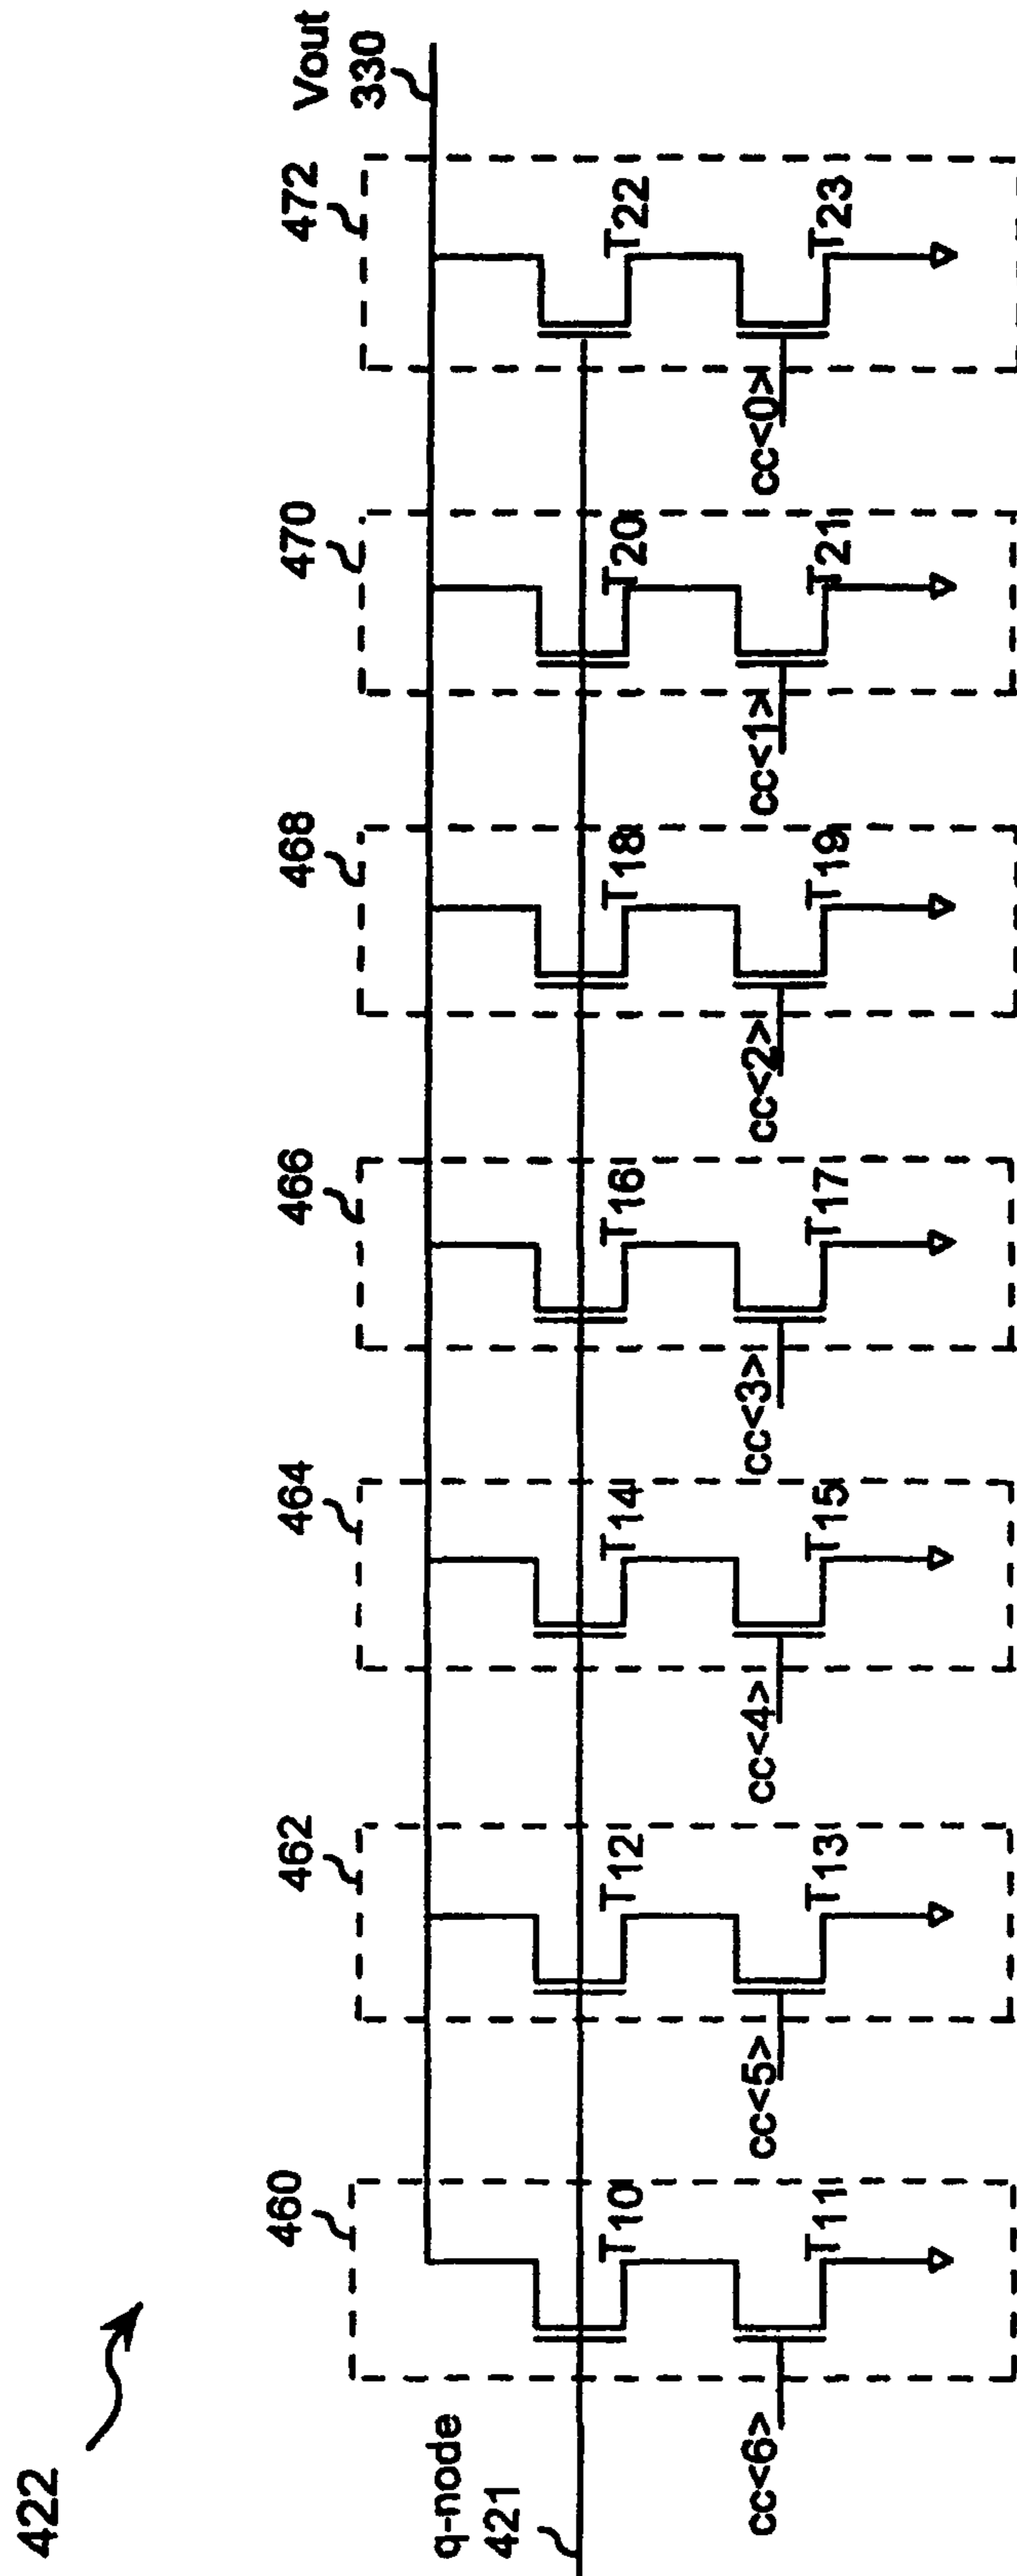 422
Vout
330
460
462
464
466
468
470
472
q-node
421
T10
T12
T14
T16
T18
T20
T22
cc<6>
T11
cc<5>
T13
cc<4>
T15
cc<3>
T17
cc<2>
T19
cc<1>
T21
cc<0>
T23